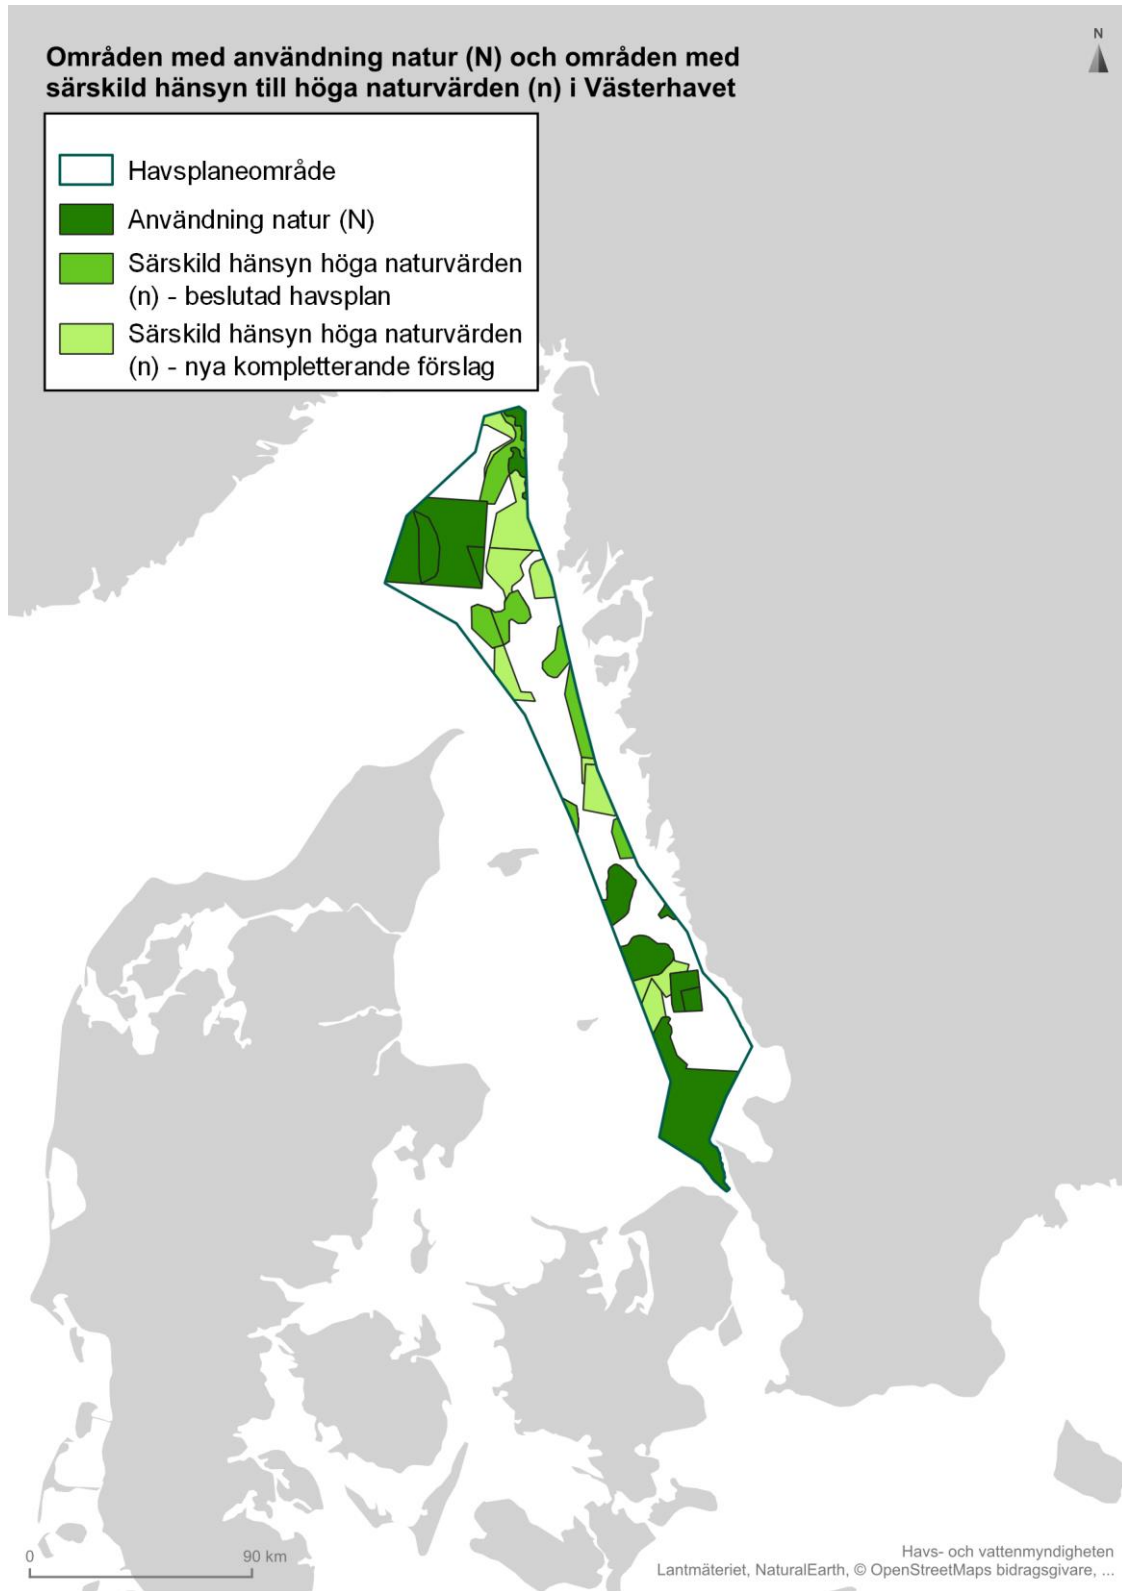 Områden med användning natur (N) och områden med
särskild hänsyn till höga naturvärden (n) i Västerhavet
N
Havsplaneområde
Användning natur (N)
Särskild hänsyn höga naturvärden
(n) - beslutad havsplan
Särskild hänsyn höga naturvärden
(n) - nya kompletterande förslag
0 90 km
Havs- och vattenmyndigheten
Lantmäteriet, NaturalEarth, © OpenStreetMaps bidragsgivare, ...